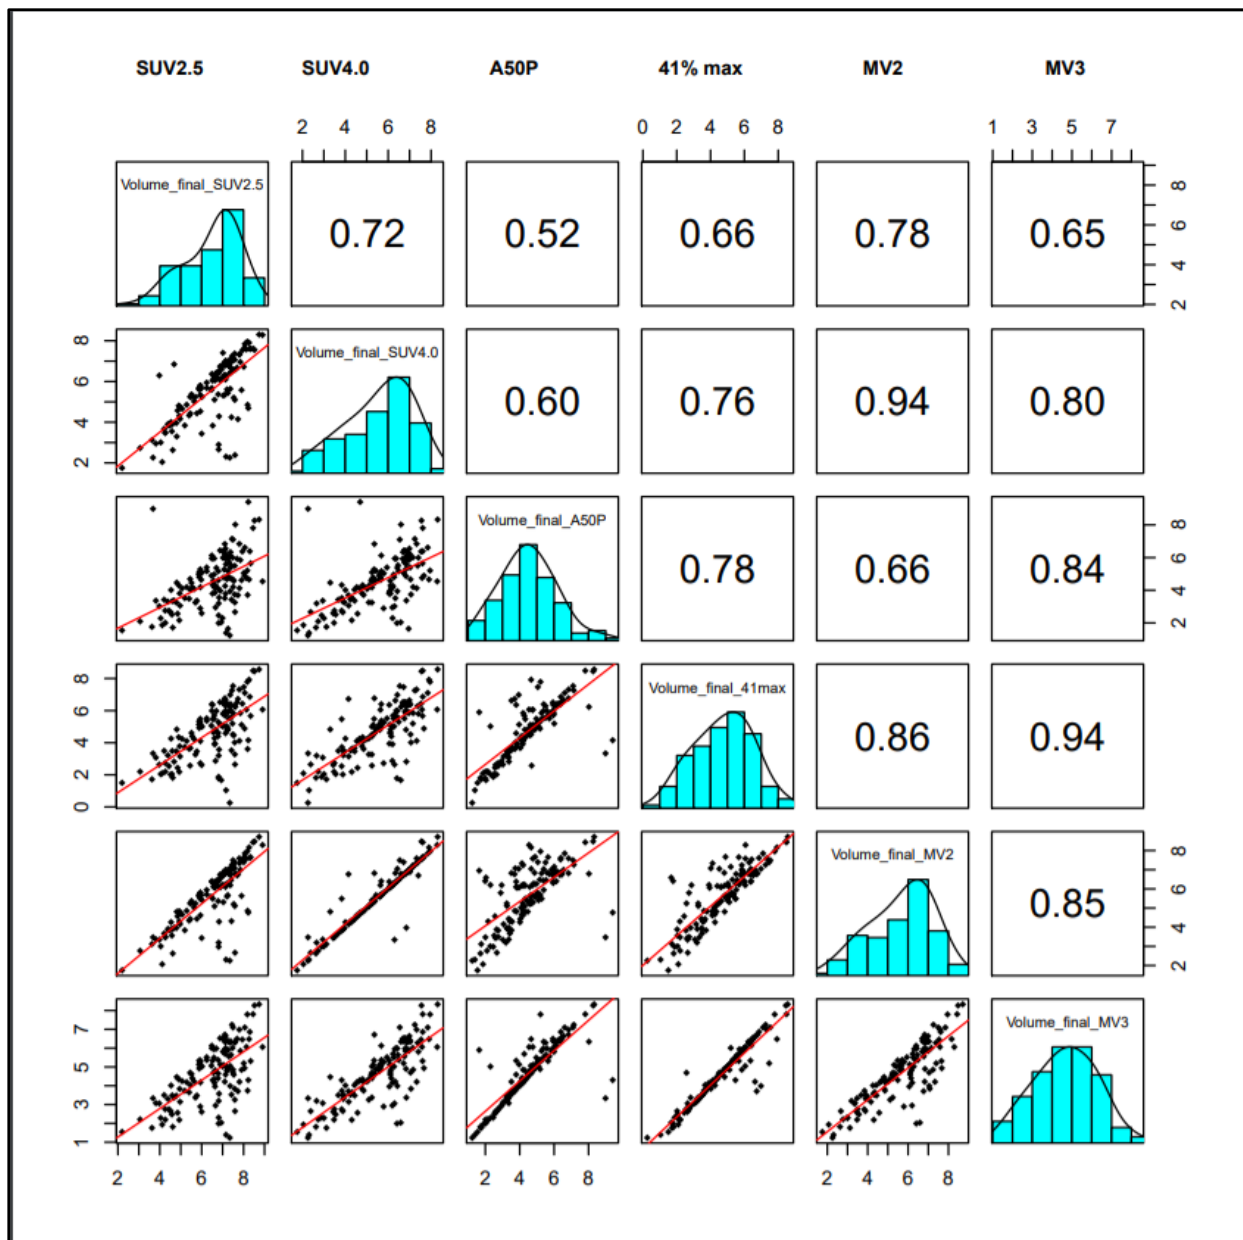 SUV2.5 SUV4.0 A50P 41% max MV2 MV3
2 4 6 8 0 2 4 6 8 1 3 5 7
Volume_final_SUV2.5 0.72 0.52 0.66 0.78 0.65
8
6
4
2
8
6
4
2
Volume_final_SUV4.0 0.60 0.76 0.94 0.80
Volume_final_A50P 0.78 0.66 0.84
8
6
4
2
8
6
4
2
0
Volume_final_41max 0.86 0.94
Volume_final_MV2 0.85
8
6
4
2
7
5
3
1
Volume_final_MV3
2 4 6 8 2 4 6 8 2 4 6 8